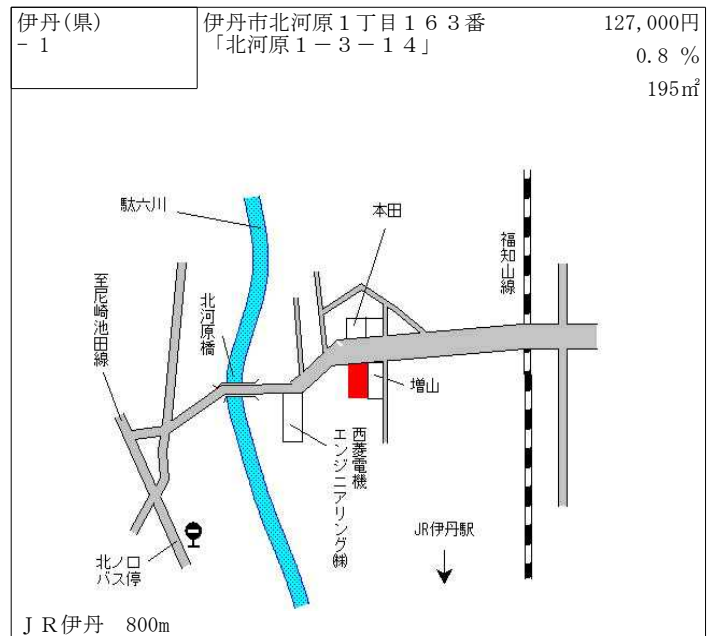 伊丹(県)
－１
伊丹市北河原１丁目１６３番
「北河原１－３－１４」
127,000円
0.8 %
195㎡
駄六川
本田
福知山線
至尼崎池田線
北河原橋
増山
西菱電機
エンジニアリング㈱
JR伊丹駅
北ノ口
バス停
ＪＲ伊丹　800m